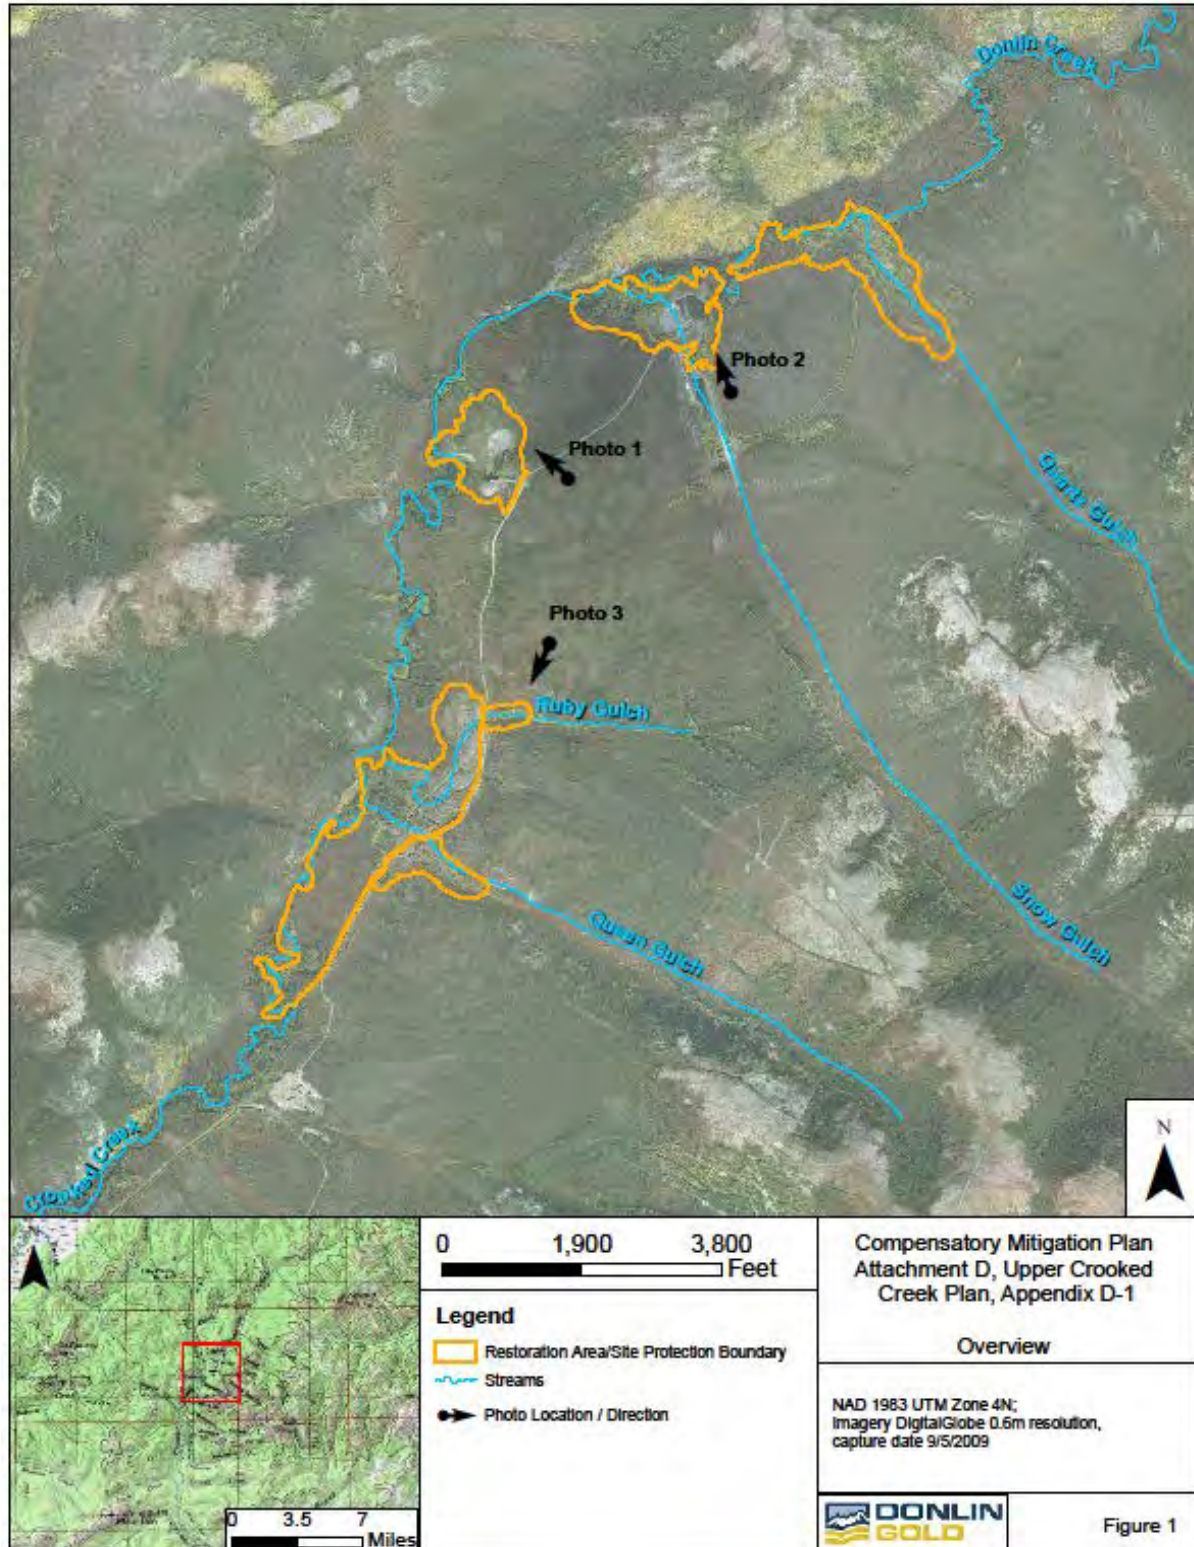 Donlin Creek
Photo 2
Photo 1
Quartz Gulch
Photo 3
Ruby Gulch
Snow Gulch
Queen Gulch
Crooked Creek
N
0 1,900 3,800
Feet
Legend
Restoration Area/Site Protection Boundary
Streams
Photo Location / Direction
0 3.5 7
Miles
Compensatory Mitigation Plan
Attachment D, Upper Crooked
Creek Plan, Appendix D-1
Overview
NAD 1983 UTM Zone 4N;
Imagery DigitalGlobe 0.6m resolution,
capture date 9/5/2009
DONLIN
GOLD
Figure 1